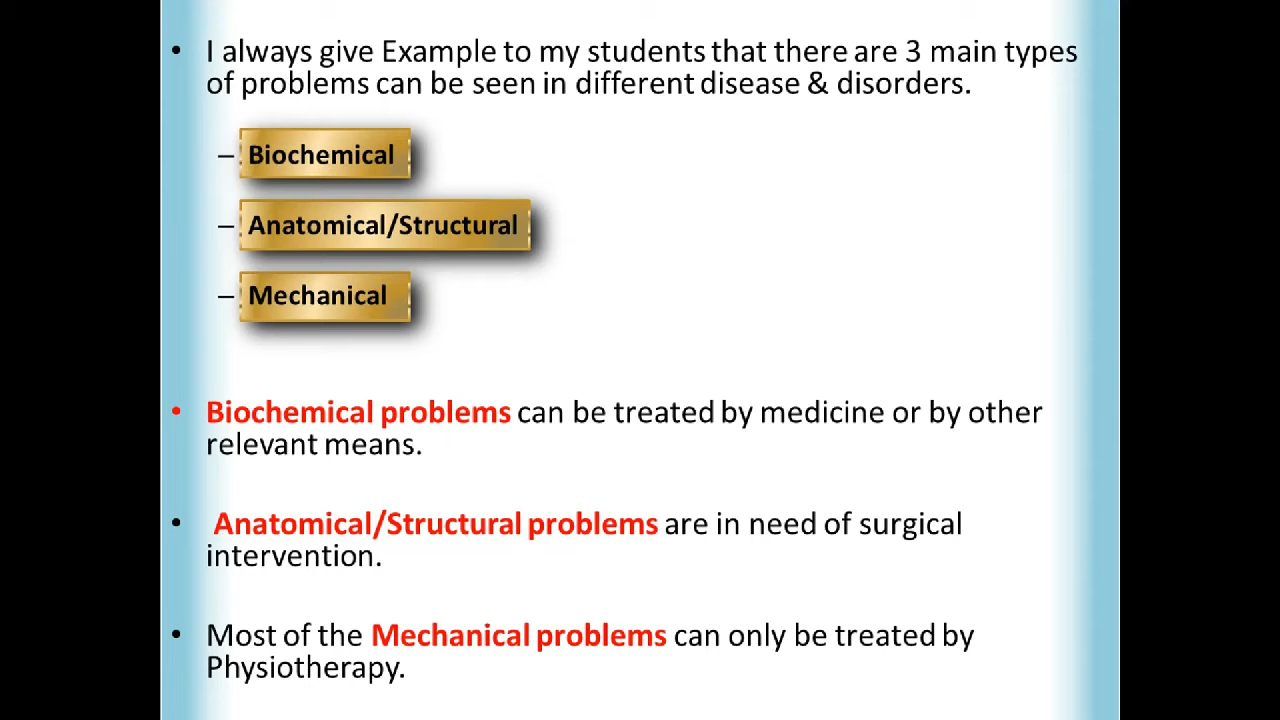 • I always give Example to my students that there are 3 main types
of problems can be seen in different disease & disorders.
– Biochemical
– Anatomical/Structural
– Mechanical
• Biochemical problems can be treated by medicine or by other
relevant means.
• Anatomical/Structural problems are in need of surgical
intervention.
• Most of the Mechanical problems can only be treated by
Physiotherapy.